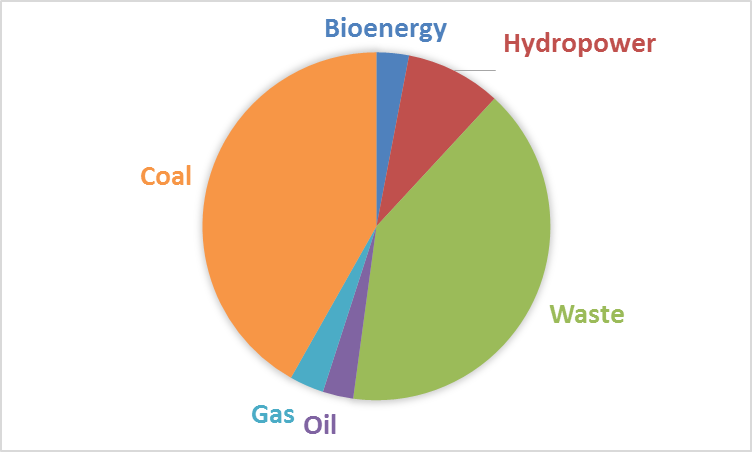 Bioenergy
Hydropower
Coal
Waste
Gas
Oil